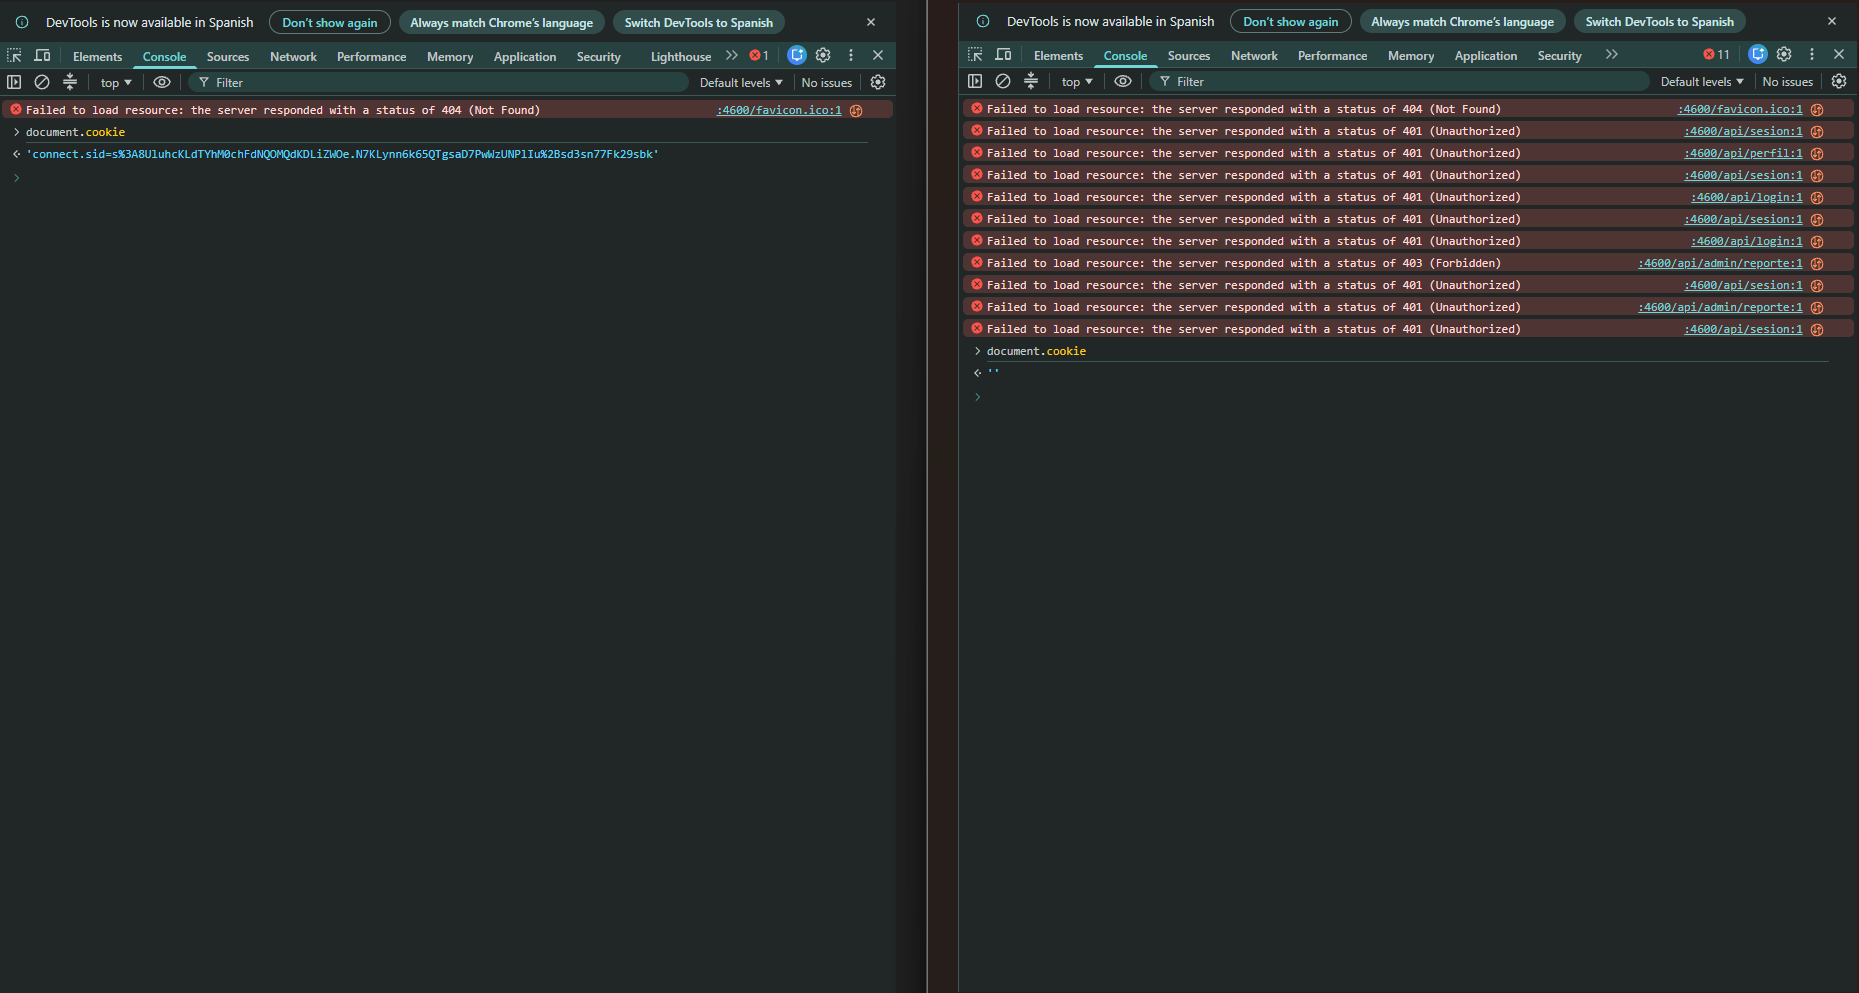 DevTools is now available in Spanish Don't show again Always match Chrome's language Switch DevTools to Spanish
Elements Console Sources Network Performance Memory Application Security Lighthouse 1
top Filter Default levels No issues
Failed to load resource: the server responded with a status of 404 (Not Found) :4600/favicon.ico:1
document.cookie
'connect.sid=s%3A8UluhcKLdTYhM0chFdNQOMQdKDLiZWOe.N7KLynn6k65QTgsaD7PwWzUNPlIu%2Bsd3sn77Fk29sbk'
DevTools is now available in Spanish Don't show again Always match Chrome's language Switch DevTools to Spanish
Elements Console Sources Network Performance Memory Application Security 11
top Filter Default levels No issues
Failed to load resource: the server responded with a status of 404 (Not Found) :4600/favicon.ico:1
Failed to load resource: the server responded with a status of 401 (Unauthorized) :4600/api/sesion:1
Failed to load resource: the server responded with a status of 401 (Unauthorized) :4600/api/perfil:1
Failed to load resource: the server responded with a status of 401 (Unauthorized) :4600/api/sesion:1
Failed to load resource: the server responded with a status of 401 (Unauthorized) :4600/api/login:1
Failed to load resource: the server responded with a status of 401 (Unauthorized) :4600/api/sesion:1
Failed to load resource: the server responded with a status of 401 (Unauthorized) :4600/api/login:1
Failed to load resource: the server responded with a status of 403 (Forbidden) :4600/api/admin/reporte:1
Failed to load resource: the server responded with a status of 401 (Unauthorized) :4600/api/sesion:1
Failed to load resource: the server responded with a status of 401 (Unauthorized) :4600/api/admin/reporte:1
Failed to load resource: the server responded with a status of 401 (Unauthorized) :4600/api/sesion:1
document.cookie
''